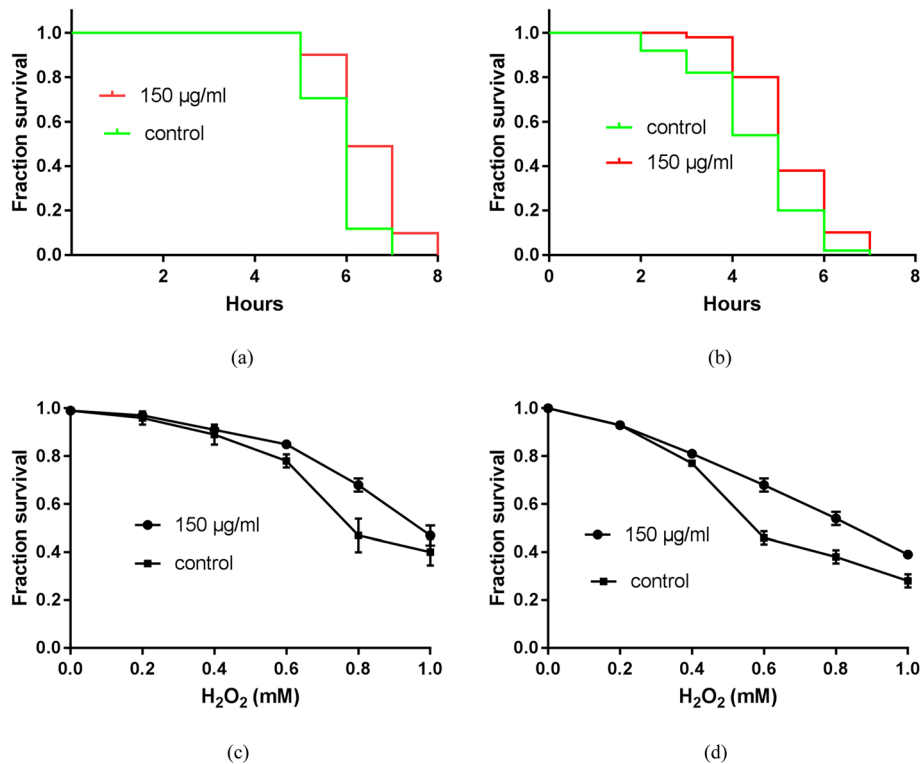 1.0
0.8
0.6
0.4
0.2
0.0
Fraction survival
150 µg/ml
control
2 4 6 8
Hours
(a)
1.0
0.8
0.6
0.4
0.2
0.0
Fraction survival
control
150 µg/ml
0 2 4 6 8
Hours
(b)
1.0
0.8
0.6
0.4
0.2
0.0
Fraction survival
150 µg/ml
control
0.0 0.2 0.4 0.6 0.8 1.0
H₂O₂ (mM)
(c)
1.0
0.8
0.6
0.4
0.2
0.0
Fraction survival
150 µg/ml
control
0.0 0.2 0.4 0.6 0.8 1.0
H₂O₂ (mM)
(d)